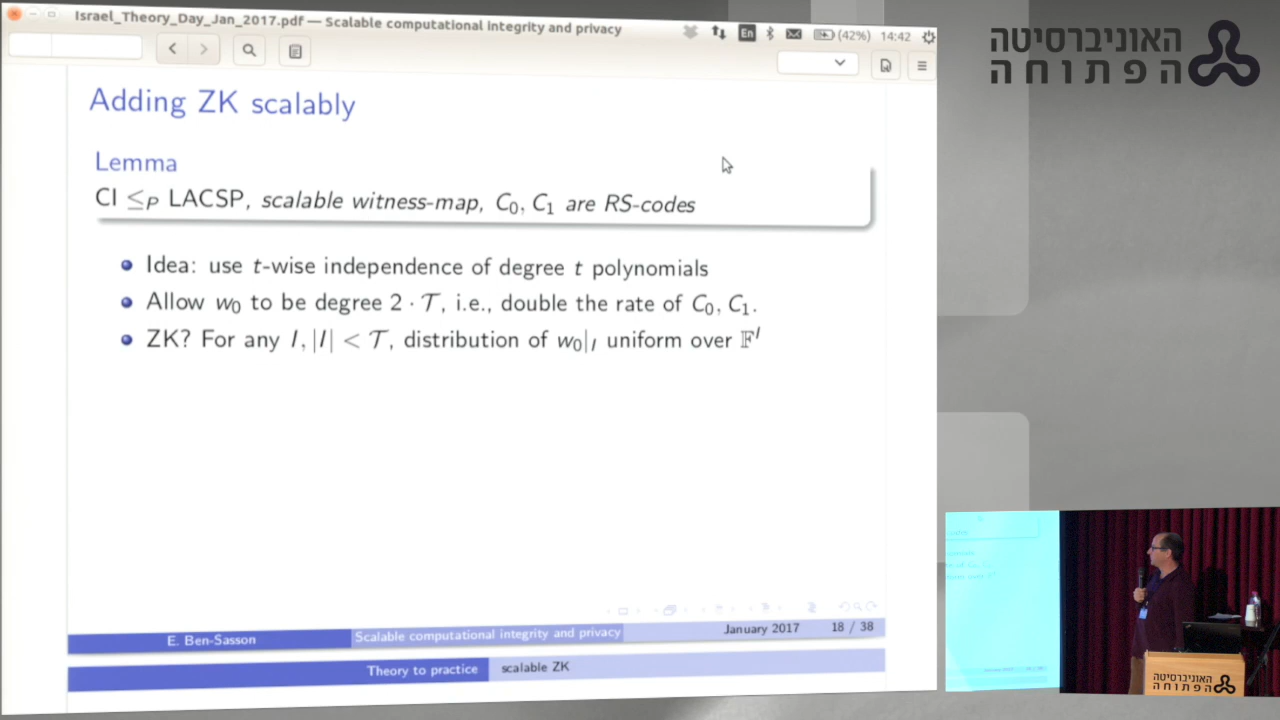 Israel_Theory_Day_Jan_2017.pdf — Scalable computational integrity and privacy
En
(42%) 14:42
האוניברסיטה
הפתוחה
Adding ZK scalably
Lemma
CI ≤P LACSP, scalable witness-map, C0, C1 are RS-codes
Idea: use t-wise independence of degree t polynomials
Allow w0 to be degree 2 · T, i.e., double the rate of C0, C1.
ZK? For any I, |I| < T, distribution of w0|I uniform over 𝔽^I
E. Ben-Sasson
Scalable computational integrity and privacy
January 2017
18 / 38
Theory to practice
scalable ZK
האוניברסיטה
הפתוחה